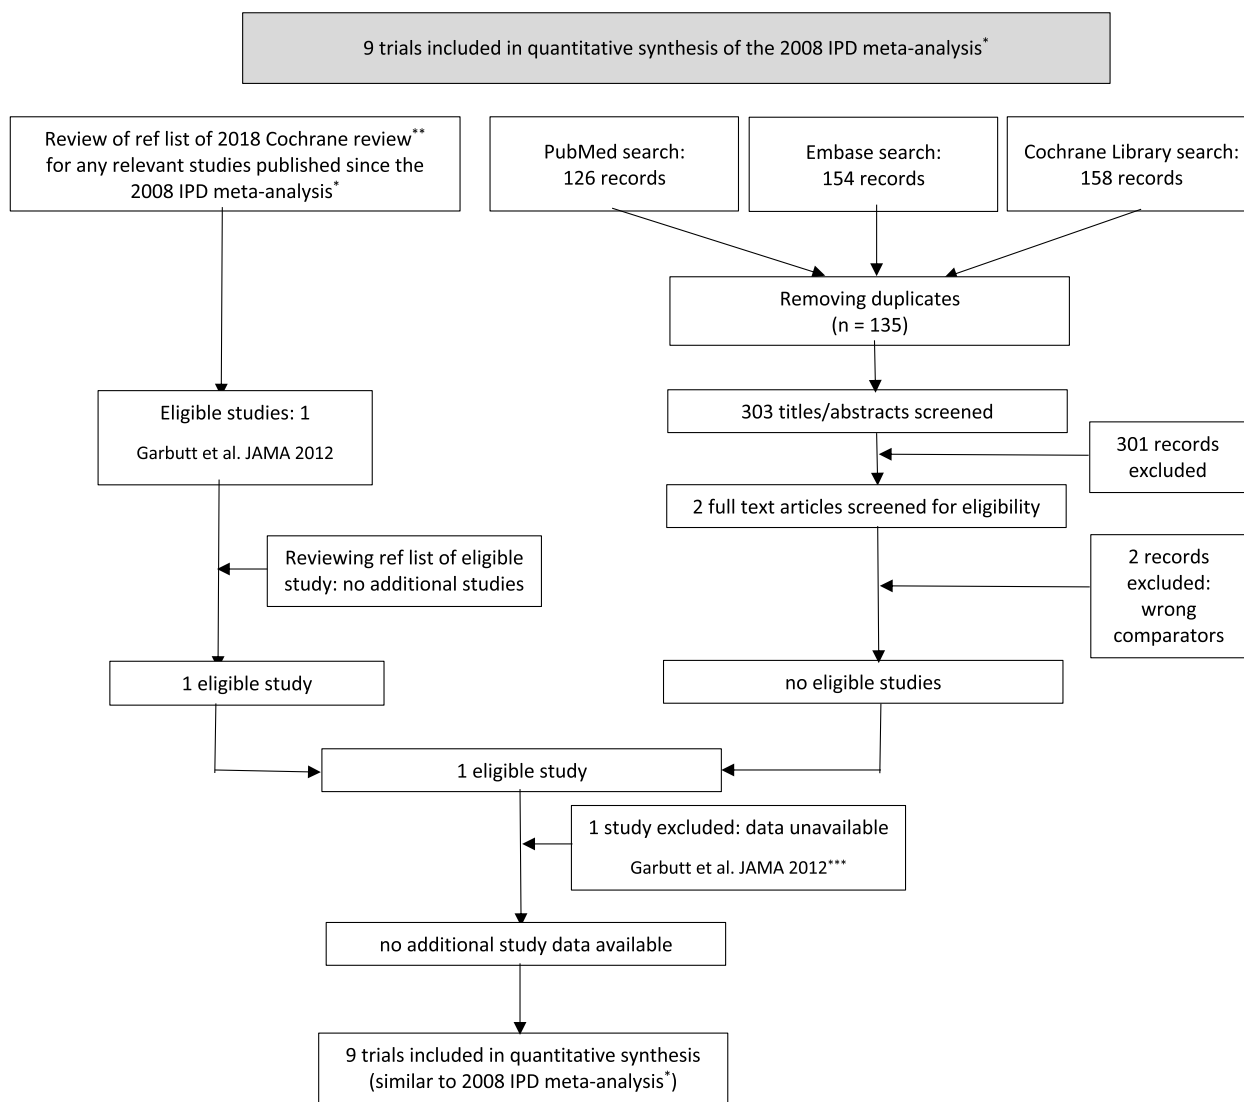 9 trials included in quantitative synthesis of the 2008 IPD meta-analysis*
Review of ref list of 2018 Cochrane review**
for any relevant studies published since the
2008 IPD meta-analysis*
PubMed search:
126 records
Embase search:
154 records
Cochrane Library search:
158 records
Removing duplicates
(n = 135)
303 titles/abstracts screened
301 records
excluded
2 full text articles screened for eligibility
2 records
excluded:
wrong
comparators
no eligible studies
Eligible studies: 1
Garbutt et al. JAMA 2012
Reviewing ref list of eligible
study: no additional studies
1 eligible study
1 eligible study
1 study excluded: data unavailable
Garbutt et al. JAMA 2012***
no additional study data available
9 trials included in quantitative synthesis
(similar to 2008 IPD meta-analysis*)